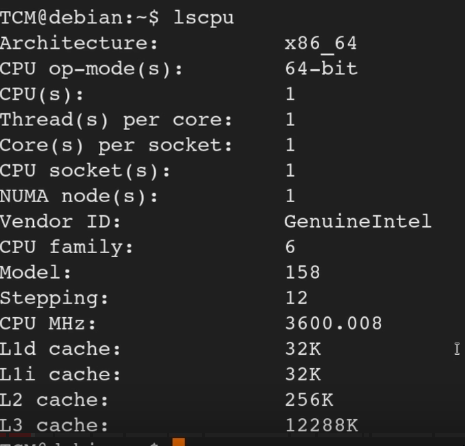 TCM@debian:~$ lscpu
Architecture: x86_64
CPU op-mode(s): 64-bit
CPU(s): 1
Thread(s) per core: 1
Core(s) per socket: 1
CPU socket(s): 1
NUMA node(s): 1
Vendor ID: GenuineIntel
CPU family: 6
Model: 158
Stepping: 12
CPU MHz: 3600.008
L1d cache: 32K
L1i cache: 32K
L2 cache: 256K
L3 cache: 12288K